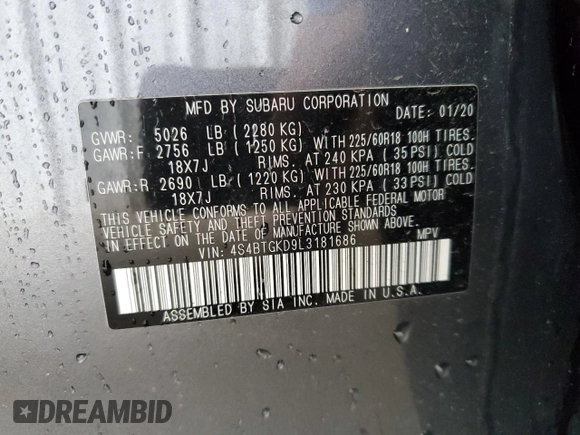 MFD BY SUBARU CORPORATION
DATE: 01/20
GVWR: 5026 LB (2280 KG)
GAWR:F 2756 LB (1250 KG) WITH 225/60R18 100H TIRES.
18X7J RIMS. AT 240 KPA (35 PSI) COLD
GAWR:R 2690 LB (1220 KG) WITH 225/60R18 100H TIRES.
18X7J RIMS. AT 230 KPA (33 PSI) COLD
THIS VEHICLE CONFORMS TO ALL APPLICABLE FEDERAL MOTOR
VEHICLE SAFETY AND THEFT PREVENTION STANDARDS
IN EFFECT ON THE DATE OF MANUFACTURE SHOWN ABOVE.
VIN: 4S4BTGKD9L3181686 MPV
ASSEMBLED BY SIA INC. MADE IN U.S.A.
DREAMBID